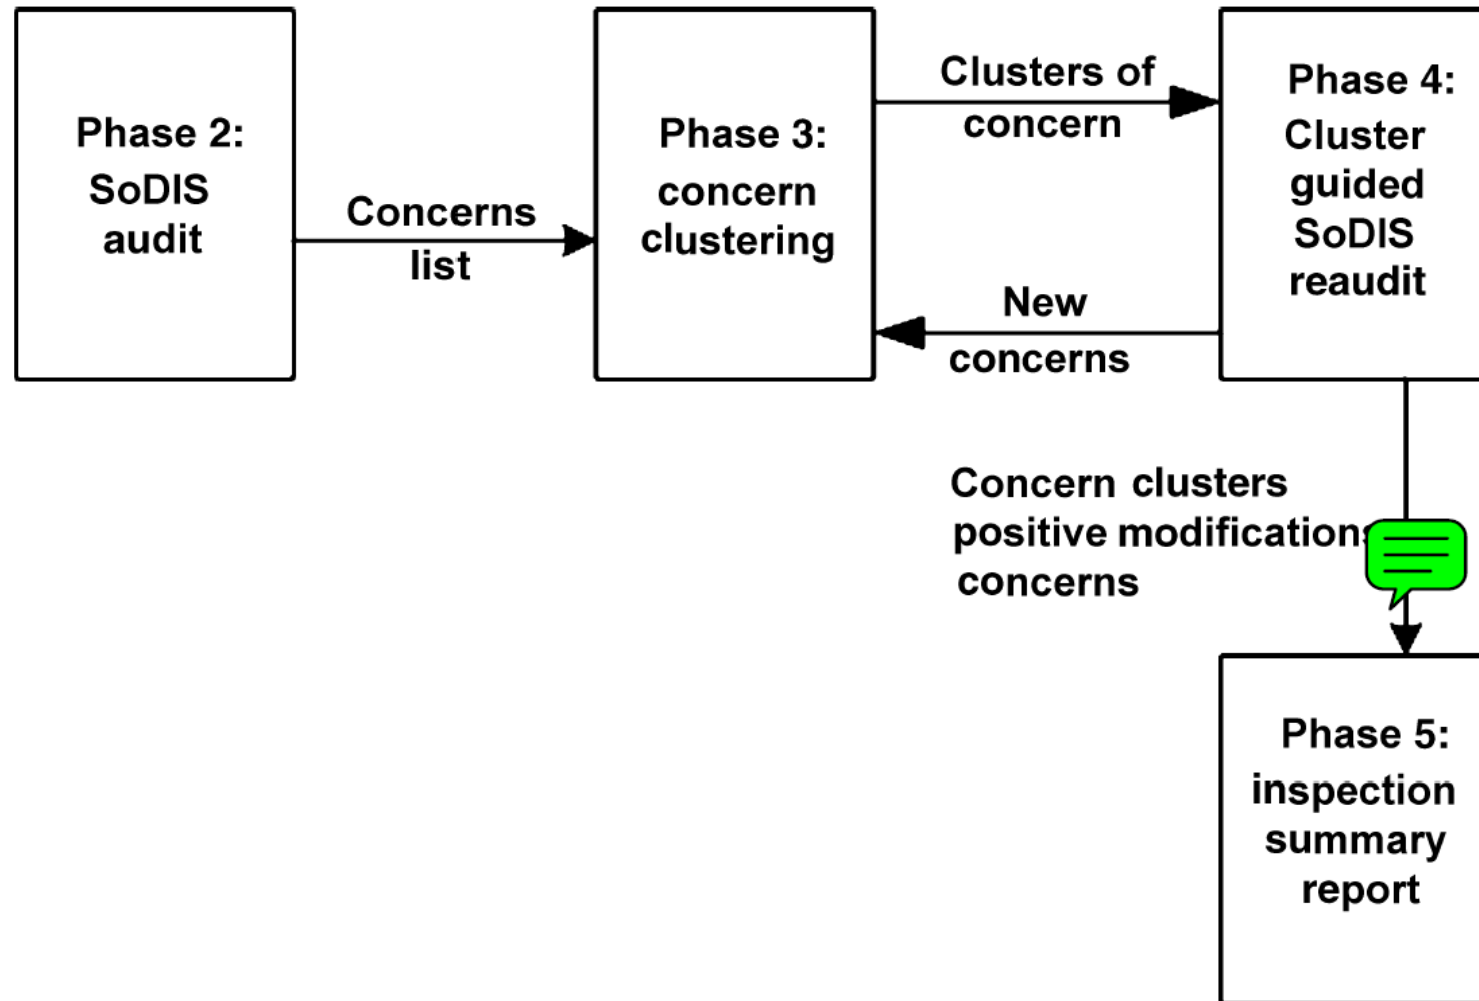 Phase 2:
SoDIS
audit
Concerns
list
Phase 3:
concern
clustering
Clusters of
concern
New
concerns
Phase 4:
Cluster
guided
SoDIS
reaudit
Concern clusters
positive modifications
concerns
Phase 5:
inspection
summary
report